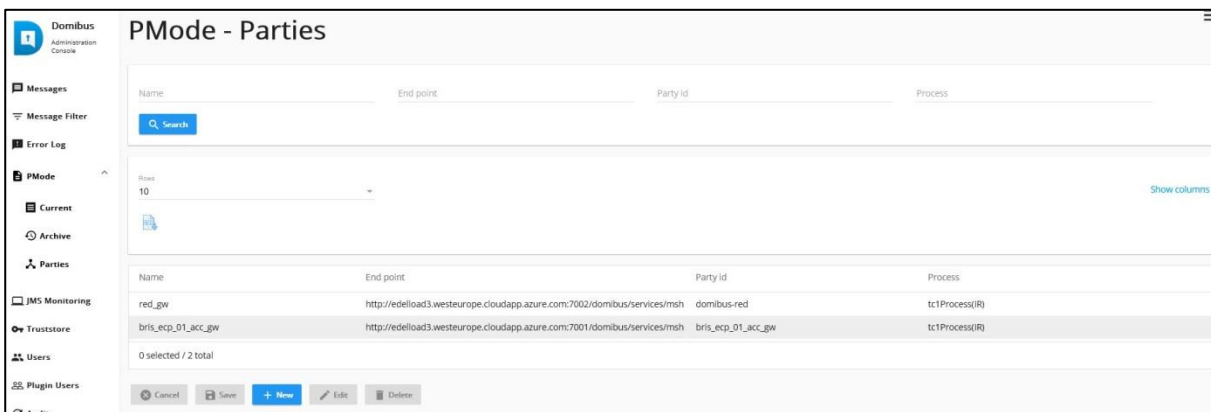 Domibus
Administration
Console
PMode - Parties
Messages
Message Filter
Error Log
PMode
Current
Archive
Parties
JMS Monitoring
Truststore
Users
Plugin Users
Name End point Party id Process
Search
Rows
10
Show columns
Name End point Party id Process
red_gw http://edelload3.westeurope.cloudapp.azure.com:7002/domibus/services/msh domibus-red tc1Process(IR)
bris_ecp_01_acc_gw http://edelload3.westeurope.cloudapp.azure.com:7001/domibus/services/msh bris_ecp_01_acc_gw tc1Process(IR)
0 selected / 2 total
Cancel Save New Edit Delete